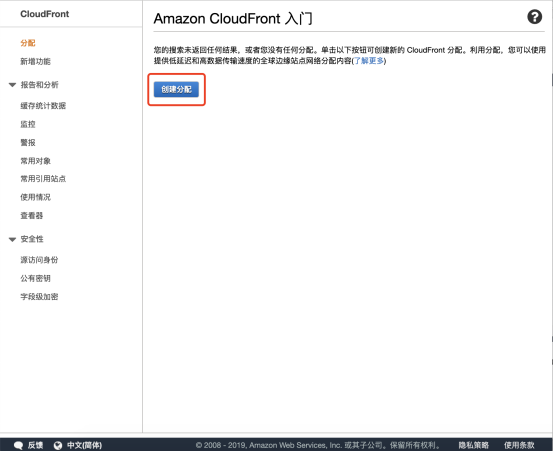 CloudFront
分配
新增功能
报告和分析
缓存统计数据
监控
警报
常用对象
常用引用站点
使用情况
查看器
安全性
源访问身份
公有密钥
字段级加密
Amazon CloudFront 入门
?
您的搜索未返回任何结果，或者您没有任何分配。单击以下按钮可创建新的 CloudFront 分配。利用分配，您可以使用
提供低延迟和高数据传输速度的全球边缘站点网络分配内容(了解更多)
创建分配
反馈 中文(简体) © 2008 - 2019, Amazon Web Services, Inc. 或其子公司。保留所有权利。 隐私策略 使用条款